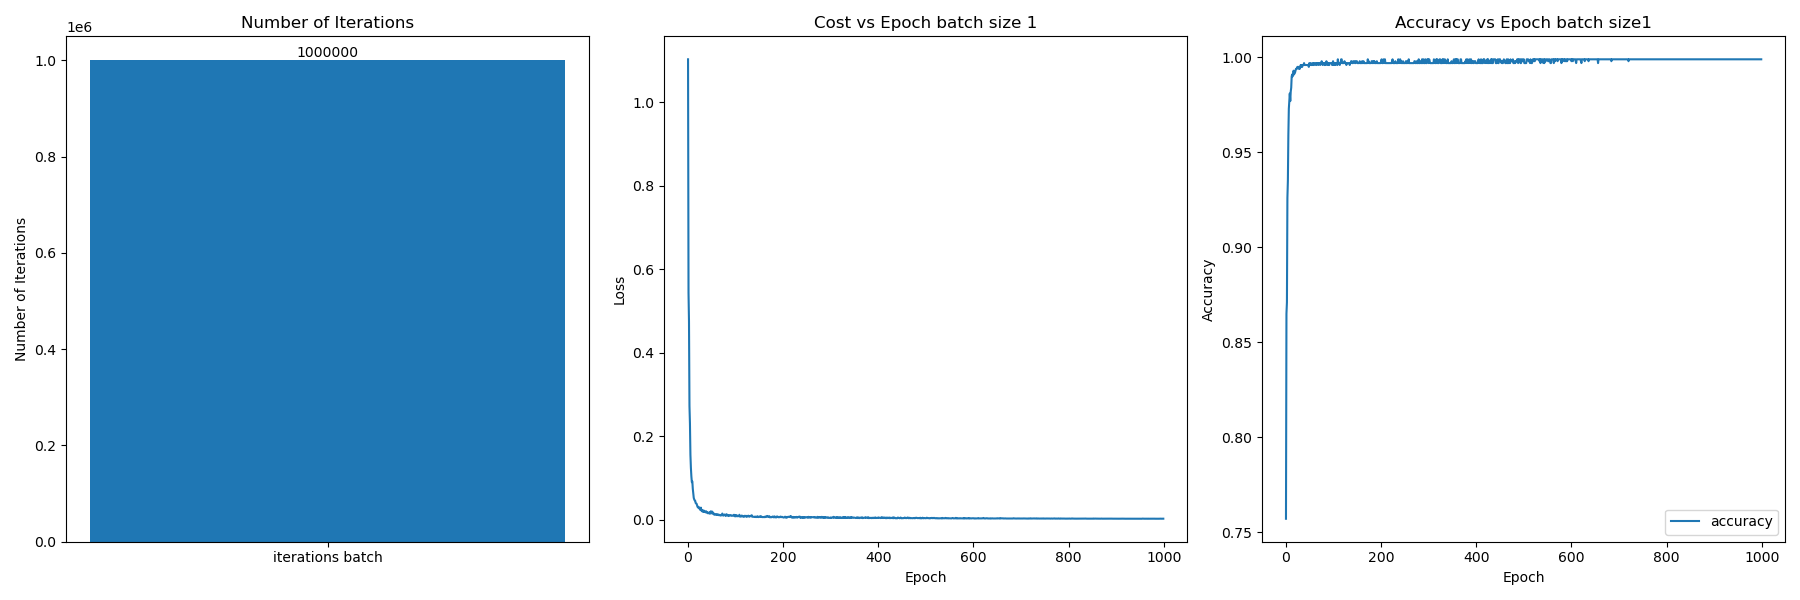 Number of Iterations
1e6
1000000
1.0
0.8
0.6
0.4
0.2
0.0
Number of Iterations
iterations batch
Cost vs Epoch batch size 1
1.0
0.8
0.6
0.4
0.2
0.0
Loss
0 200 400 600 800 1000
Epoch
Accuracy vs Epoch batch size1
1.00
0.95
0.90
0.85
0.80
0.75
Accuracy
accuracy
0 200 400 600 800 1000
Epoch